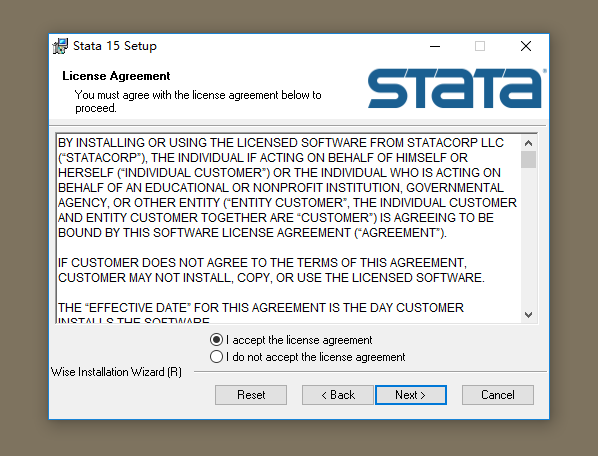 Stata 15 Setup
License Agreement
You must agree with the license agreement below to
proceed.
STATA
BY INSTALLING OR USING THE LICENSED SOFTWARE FROM STATACORP LLC
(“STATACORP”), THE INDIVIDUAL IF ACTING ON BEHALF OF HIMSELF OR
HERSELF (“INDIVIDUAL CUSTOMER”) OR THE INDIVIDUAL WHO IS ACTING ON
BEHALF OF AN EDUCATIONAL OR NONPROFIT INSTITUTION, GOVERNMENTAL
AGENCY, OR OTHER ENTITY (“ENTITY CUSTOMER”, THE INDIVIDUAL CUSTOMER
AND ENTITY CUSTOMER TOGETHER ARE “CUSTOMER”) IS AGREEING TO BE
BOUND BY THIS SOFTWARE LICENSE AGREEMENT (“AGREEMENT”).
IF CUSTOMER DOES NOT AGREE TO THE TERMS OF THIS AGREEMENT,
CUSTOMER MAY NOT INSTALL, COPY, OR USE THE LICENSED SOFTWARE.
THE “EFFECTIVE DATE” FOR THIS AGREEMENT IS THE DAY CUSTOMER
INSTALLS THE SOFTWARE
I accept the license agreement
I do not accept the license agreement
Wise Installation Wizard (R)
Reset
< Back
Next >
Cancel